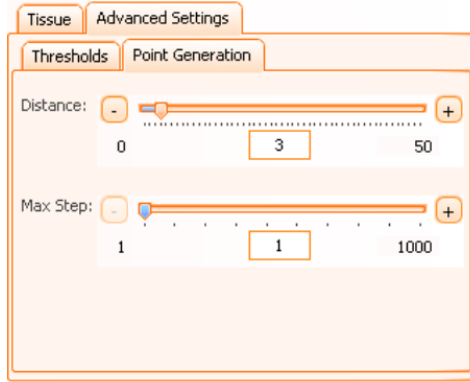 Tissue Advanced Settings
Thresholds Point Generation
Distance: - +
0 3 50
Max Step: - +
1 1 1000